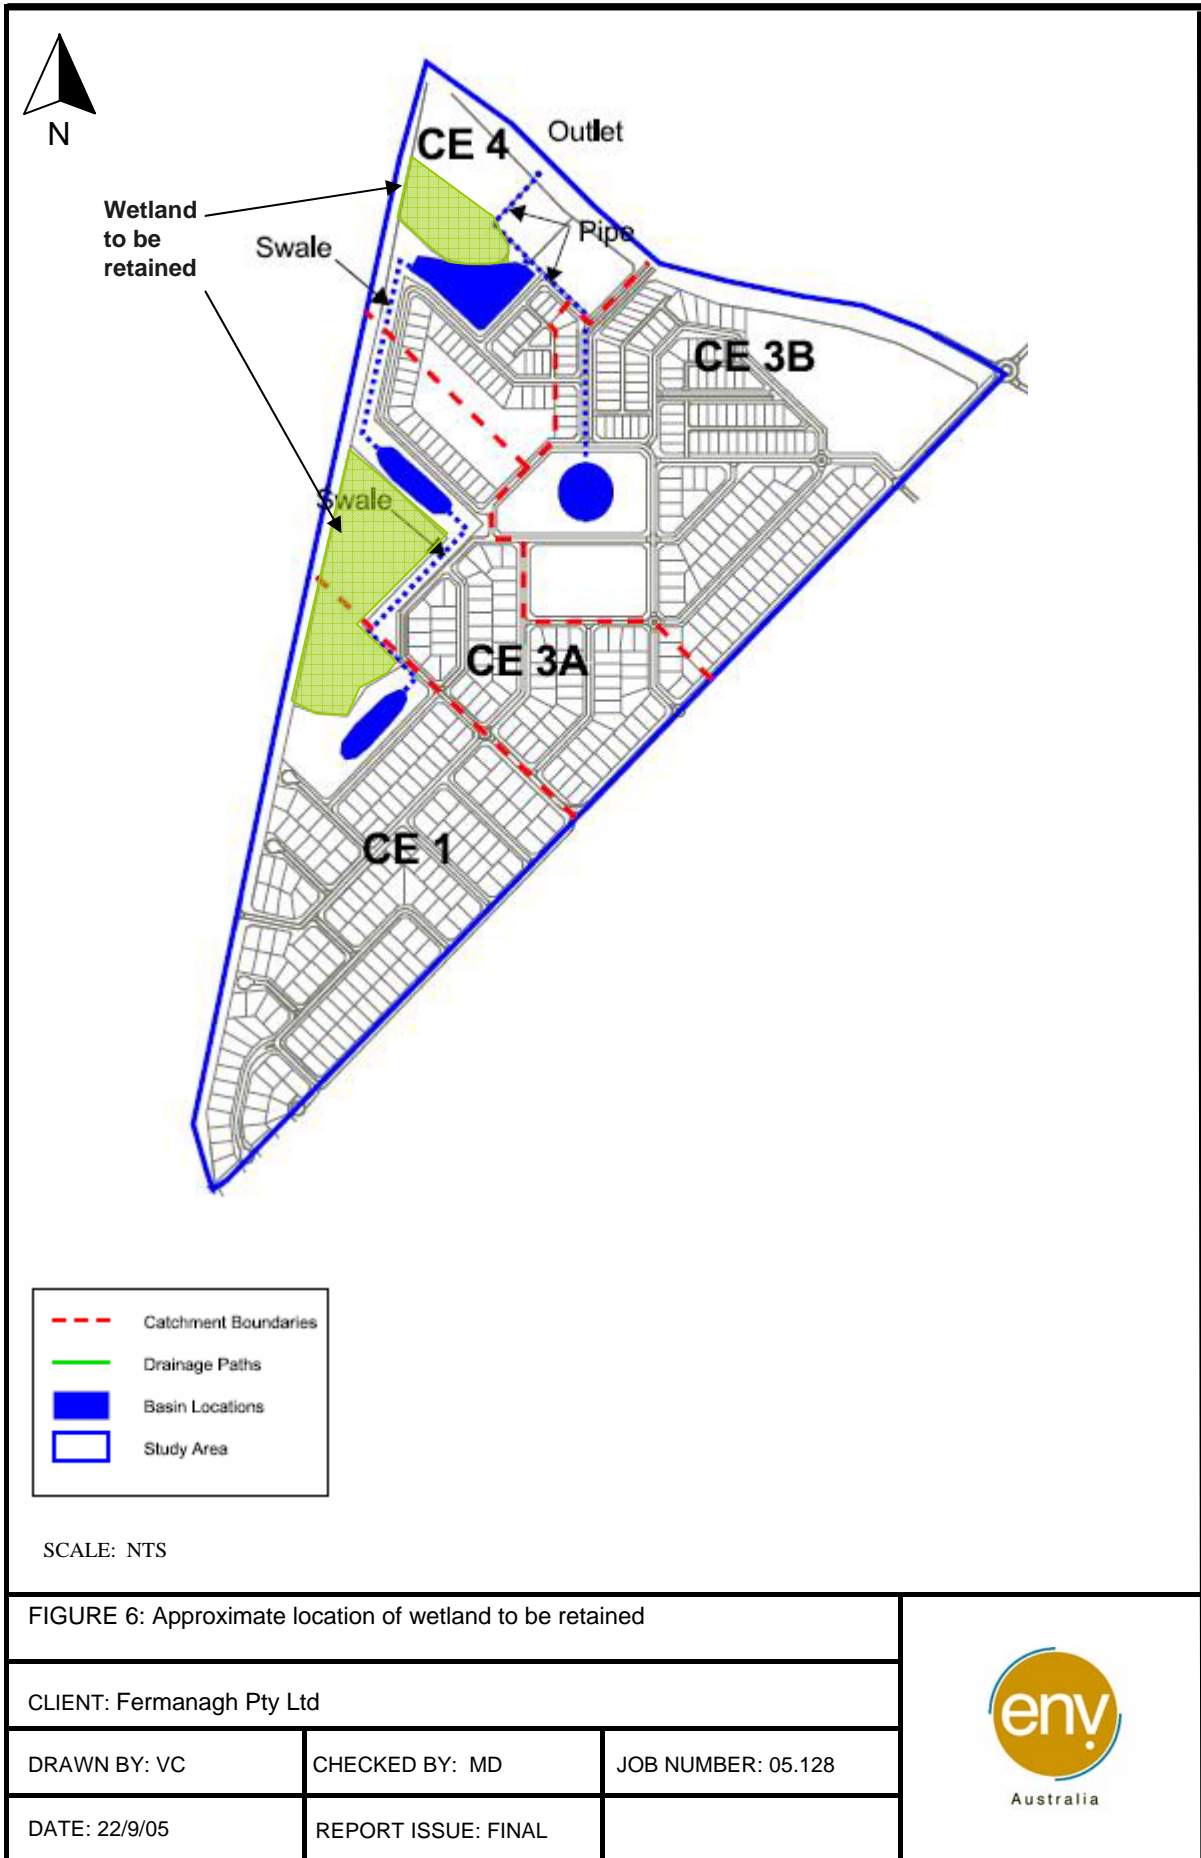 N
CE 4
Outlet
Wetland
to be
retained
Swale
Pipe
CE 3B
Swale
CE 3A
CE 1
Catchment Boundaries
Drainage Paths
Basin Locations
Study Area
SCALE: NTS
FIGURE 6: Approximate location of wetland to be retained
CLIENT: Fermanagh Pty Ltd
DRAWN BY: VC
CHECKED BY: MD
JOB NUMBER: 05.128
DATE: 22/9/05
REPORT ISSUE: FINAL
env
Australia